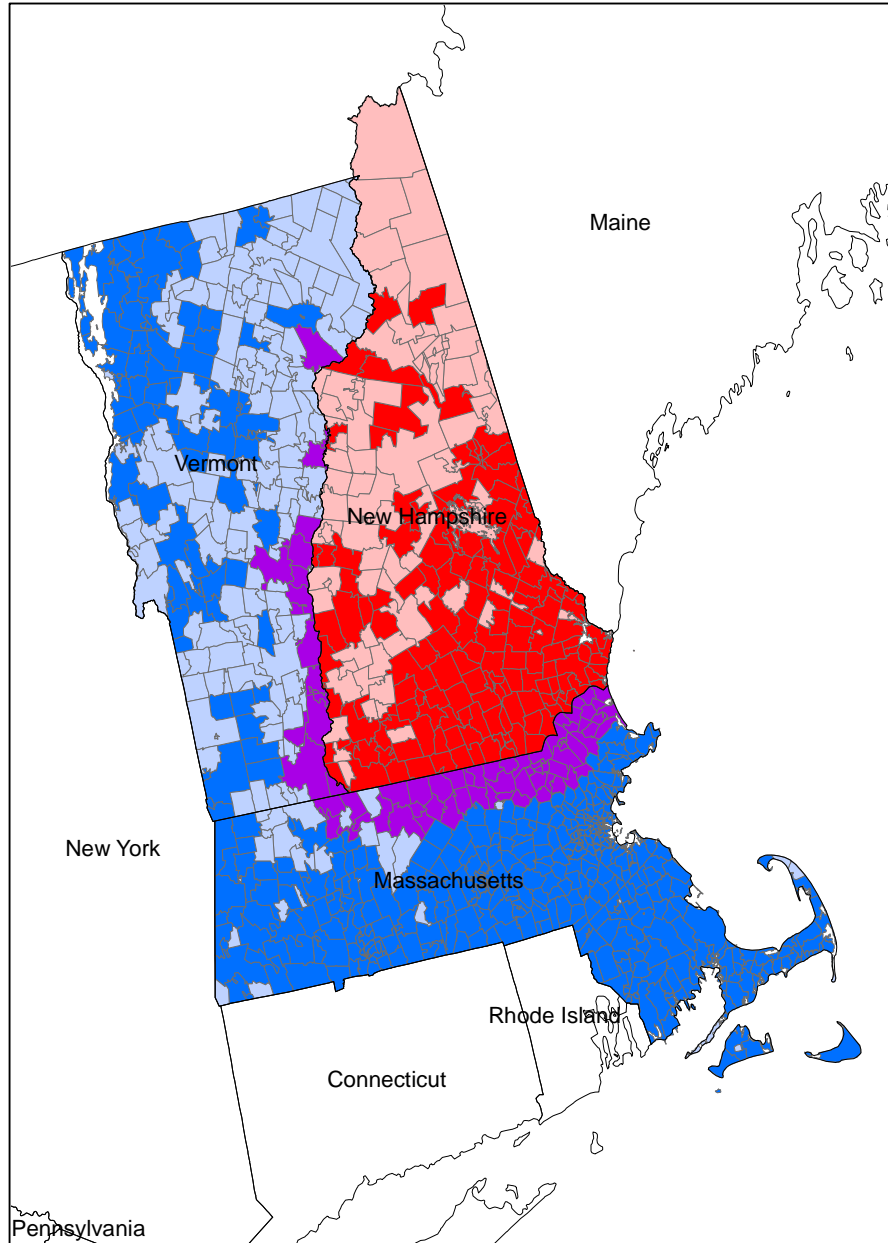 Maine
Vermont
New Hampshire
New York
Massachusetts
Rhode Island
Connecticut
Pennsylvania